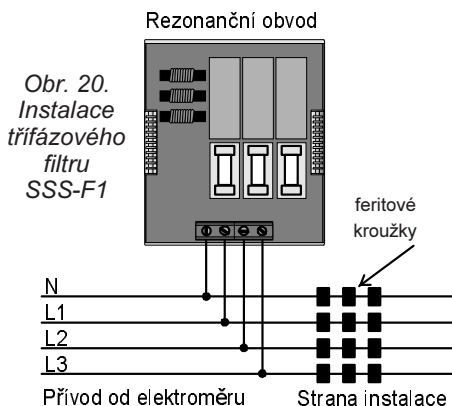 Rezonanční obvod
Obr. 20.
Instalace
třífázového
filtru
SSS-F1
feritové
kroužky
N
L1
L2
L3
Přívod od elektroměru
Strana instalace